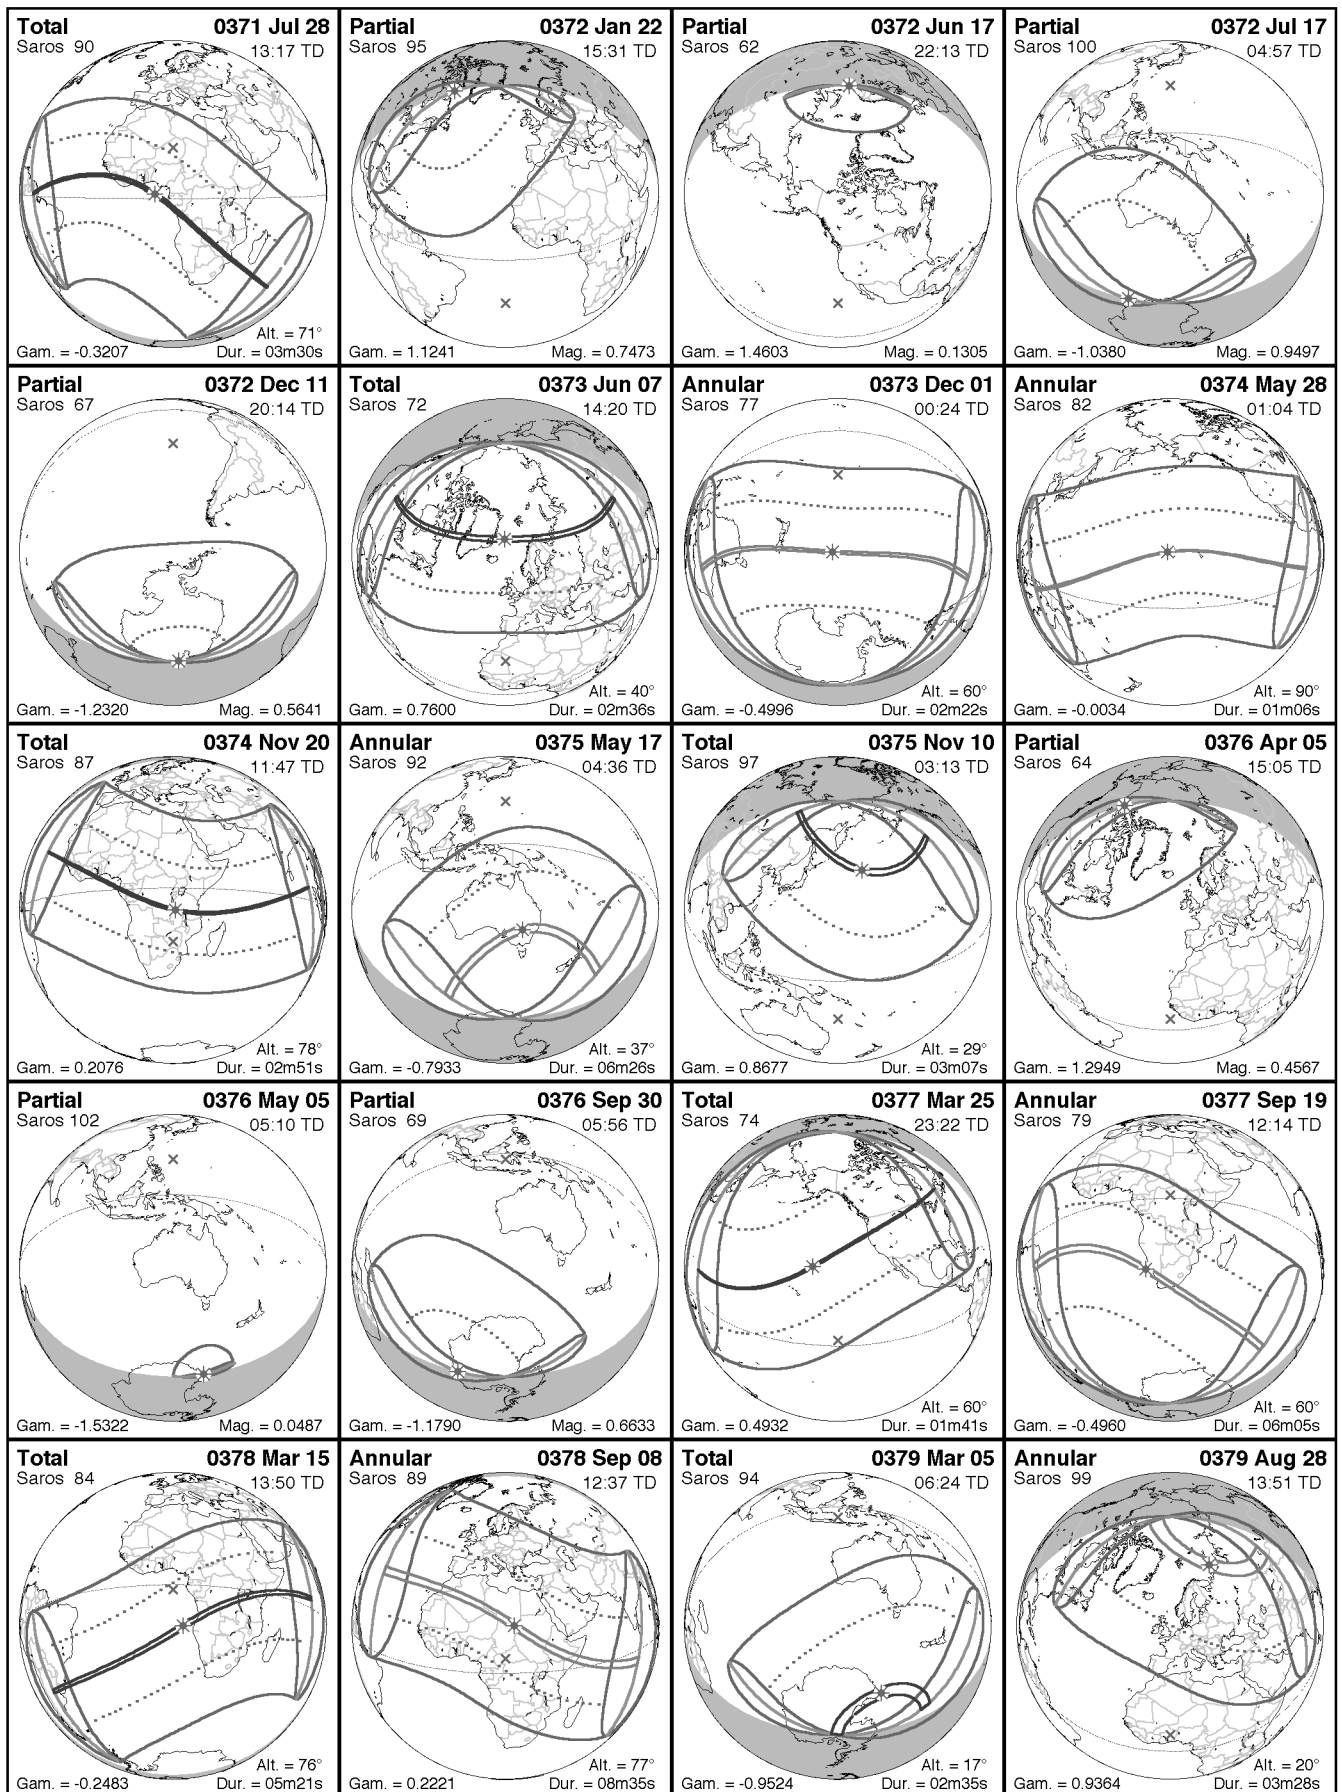 Total 0371 Jul 28
Saros 90 13:17 TD
Alt. = 71°
Gam. = -0.3207 Dur. = 03m30s
Partial 0372 Jan 22
Saros 95 15:31 TD
Gam. = 1.1241 Mag. = 0.7473
Partial 0372 Jun 17
Saros 62 22:13 TD
Gam. = 1.4603 Mag. = 0.1305
Partial 0372 Jul 17
Saros 100 04:57 TD
Gam. = -1.0380 Mag. = 0.9497
Partial 0372 Dec 11
Saros 67 20:14 TD
Gam. = -1.2320 Mag. = 0.5641
Total 0373 Jun 07
Saros 72 14:20 TD
Alt. = 40°
Gam. = 0.7600 Dur. = 02m36s
Annular 0373 Dec 01
Saros 77 00:24 TD
Alt. = 60°
Gam. = -0.4996 Dur. = 02m22s
Annular 0374 May 28
Saros 82 01:04 TD
Alt. = 90°
Gam. = -0.0034 Dur. = 01m06s
Total 0374 Nov 20
Saros 87 11:47 TD
Alt. = 78°
Gam. = 0.2076 Dur. = 02m51s
Annular 0375 May 17
Saros 92 04:36 TD
Alt. = 37°
Gam. = -0.7933 Dur. = 06m26s
Total 0375 Nov 10
Saros 97 03:13 TD
Alt. = 29°
Gam. = 0.8677 Dur. = 03m07s
Partial 0376 Apr 05
Saros 64 15:05 TD
Gam. = 1.2949 Mag. = 0.4567
Partial 0376 May 05
Saros 102 05:10 TD
Gam. = -1.5322 Mag. = 0.0487
Partial 0376 Sep 30
Saros 69 05:56 TD
Gam. = -1.1790 Mag. = 0.6633
Total 0377 Mar 25
Saros 74 23:22 TD
Alt. = 60°
Gam. = 0.4932 Dur. = 01m41s
Annular 0377 Sep 19
Saros 79 12:14 TD
Alt. = 60°
Gam. = -0.4960 Dur. = 06m05s
Total 0378 Mar 15
Saros 84 13:50 TD
Alt. = 76°
Gam. = -0.2483 Dur. = 05m21s
Annular 0378 Sep 08
Saros 89 12:37 TD
Alt. = 77°
Gam. = 0.2221 Dur. = 08m35s
Total 0379 Mar 05
Saros 94 06:24 TD
Alt. = 17°
Gam. = -0.9524 Dur. = 02m35s
Annular 0379 Aug 28
Saros 99 13:51 TD
Alt. = 20°
Gam. = 0.9364 Dur. = 03m28s